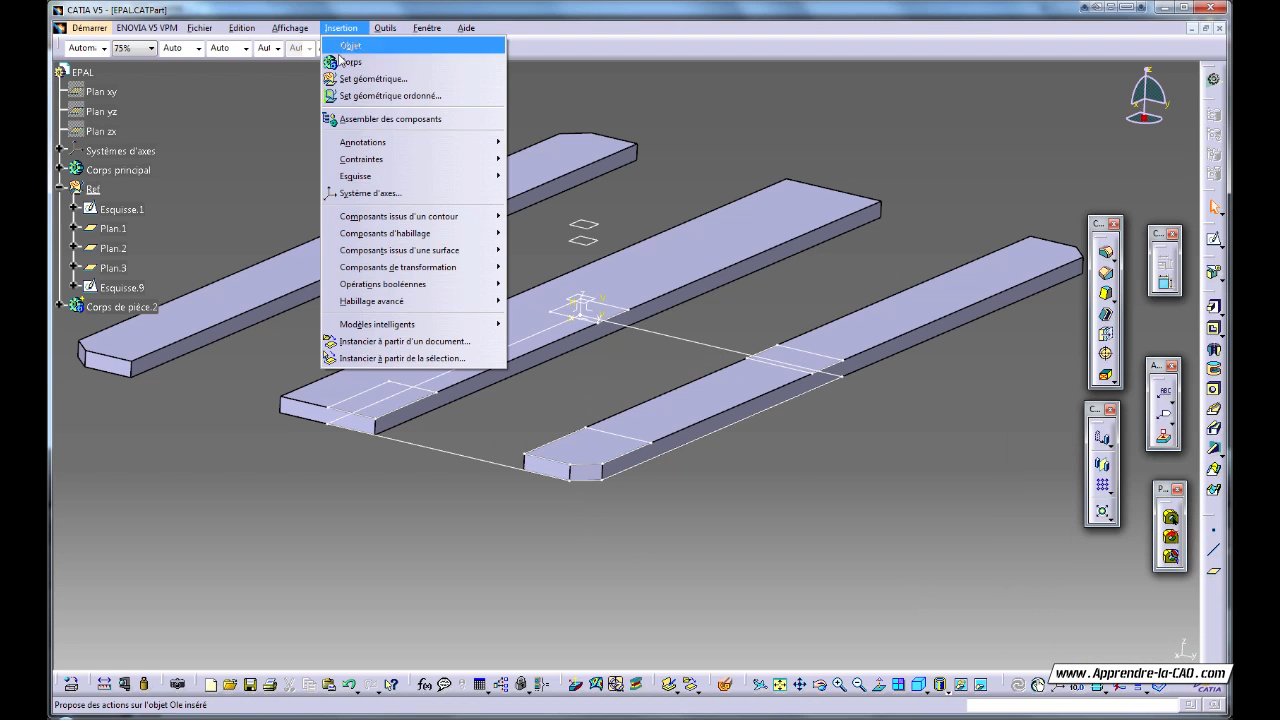 CATIA V5 - [EPAL.CATPart]
Démarrer ENOVIA V5 VPM Fichier Edition Affichage Insertion Outils Fenêtre Aide
Autom. 75% Auto Auto Aut Aut
Objet
Corps
Set géométrique...
Set géométrique ordonné...
Assembler des composants
Annotations
Contraintes
Esquisse
Système d'axes...
Composants issus d'un contour
Composants d'habillage
Composants issus d'une surface
Composants de transformation
Opérations booléennes
Habillage avancé
Modèles intelligents
Instancier à partir d'un document...
Instancier à partir de la sélection...
EPAL
Plan xy
Plan yz
Plan zx
Systèmes d'axes
Corps principal
Ref
Esquisse.1
Plan.1
Plan.2
Plan.3
Esquisse.9
Corps de pièce.2
C...
C...
A...
C...
P...
www.Apprendre-la-CAD.com
CATIA
Propose des actions sur l'objet Ole inséré